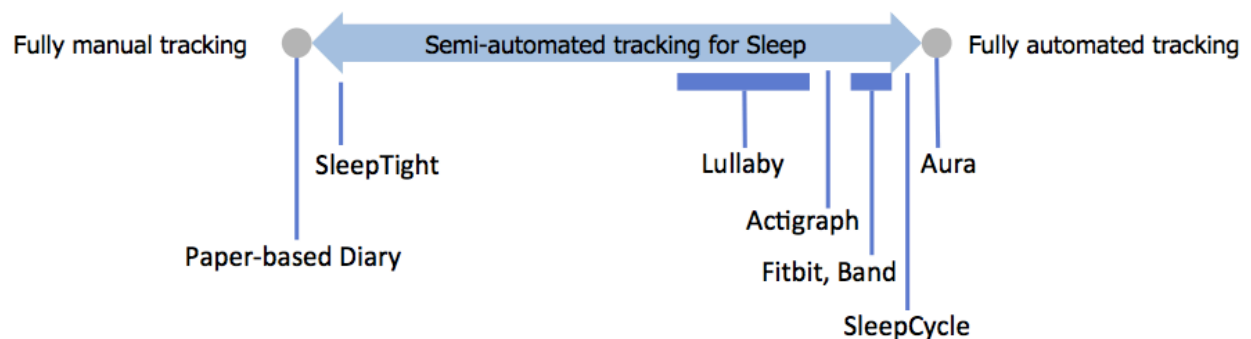 Fully manual tracking
Semi-automated tracking for Sleep
Fully automated tracking
SleepTight
Lullaby
Aura
Actigraph
Paper-based Diary
Fitbit, Band
SleepCycle